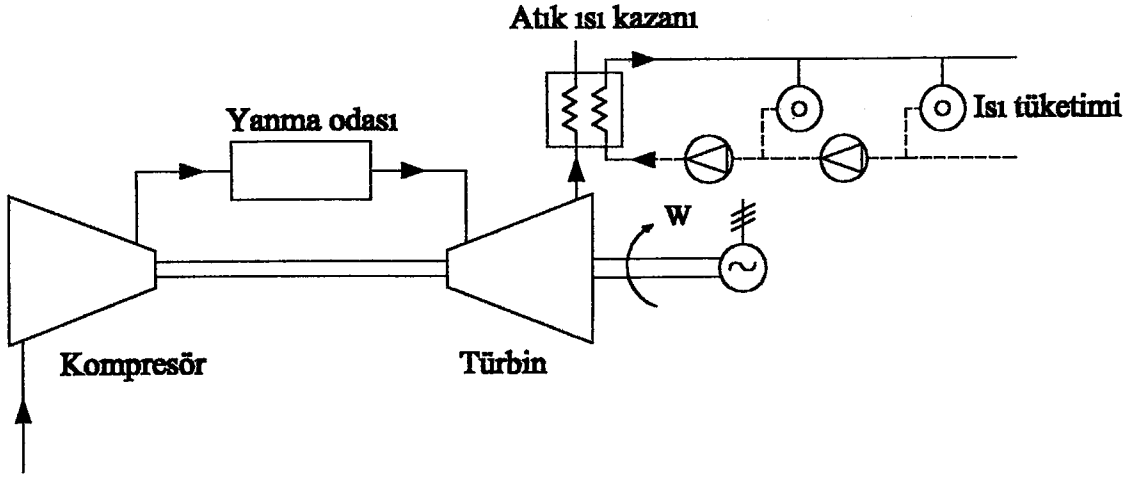 Atık ısı kazanı
Yanma odası
Isı tüketimi
W
Kompresör
Türbin